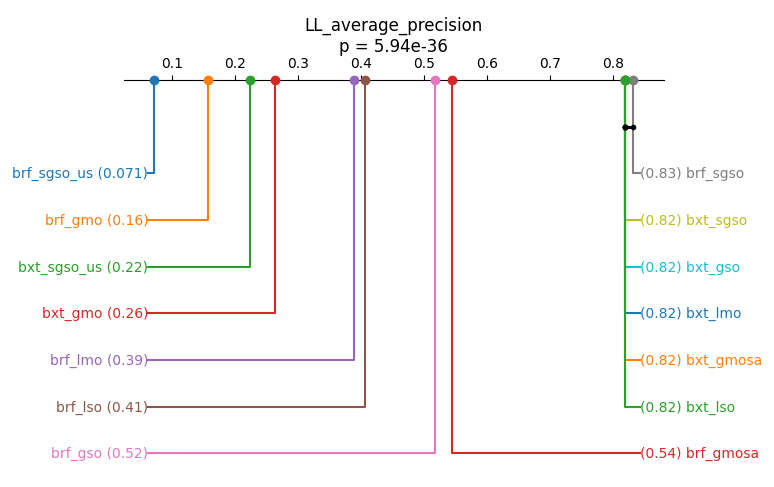 LL_average_precision
p = 5.94e-36
0.1 0.2 0.3 0.4 0.5 0.6 0.7 0.8
brf_sgso_us (0.071) (0.83) brf_sgso
brf_gmo (0.16) (0.82) bxt_sgso
bxt_sgso_us (0.22) (0.82) bxt_gso
bxt_gmo (0.26) (0.82) bxt_lmo
brf_lmo (0.39) (0.82) bxt_gmosa
brf_lso (0.41) (0.82) bxt_lso
brf_gso (0.52) (0.54) brf_gmosa